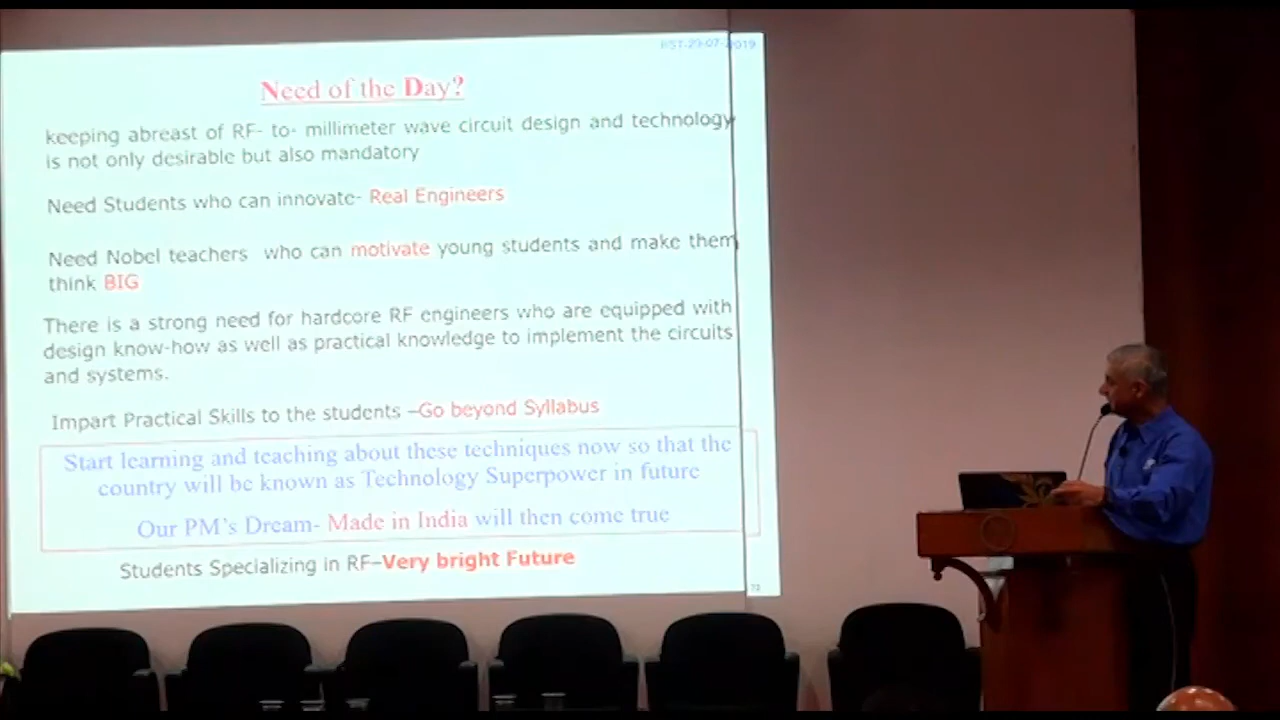 Need of the Day?
keeping abreast of RF- to- millimeter wave circuit design and technology
is not only desirable but also mandatory
Need Students who can innovate- Real Engineers
Need Nobel teachers who can motivate young students and make them
think BIG
There is a strong need for hardcore RF engineers who are equipped with
design know-how as well as practical knowledge to implement the circuits
and systems.
Impart Practical Skills to the students –Go beyond Syllabus
Start learning and teaching about these techniques now so that the
country will be known as Technology Superpower in future
Our PM's Dream- Made in India will then come true
Students Specializing in RF–Very bright Future